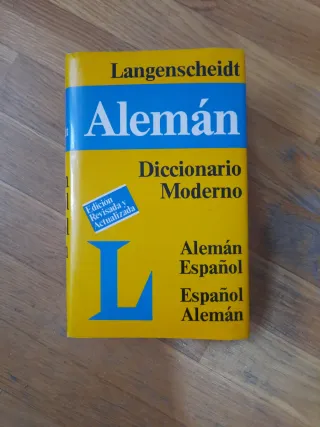 Langenscheidt
Alemán
Diccionario
Moderno
Edición
Revisada y
Actualizada
Alemán
Español
Español
Alemán
L